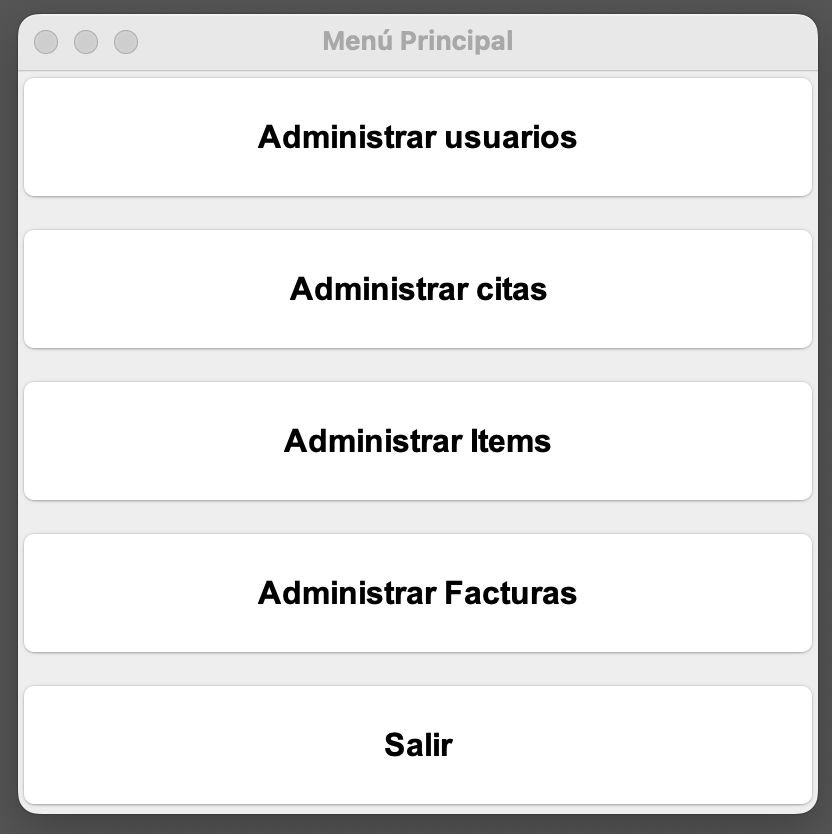 Menú Principal
Administrar usuarios
Administrar citas
Administrar Items
Administrar Facturas
Salir